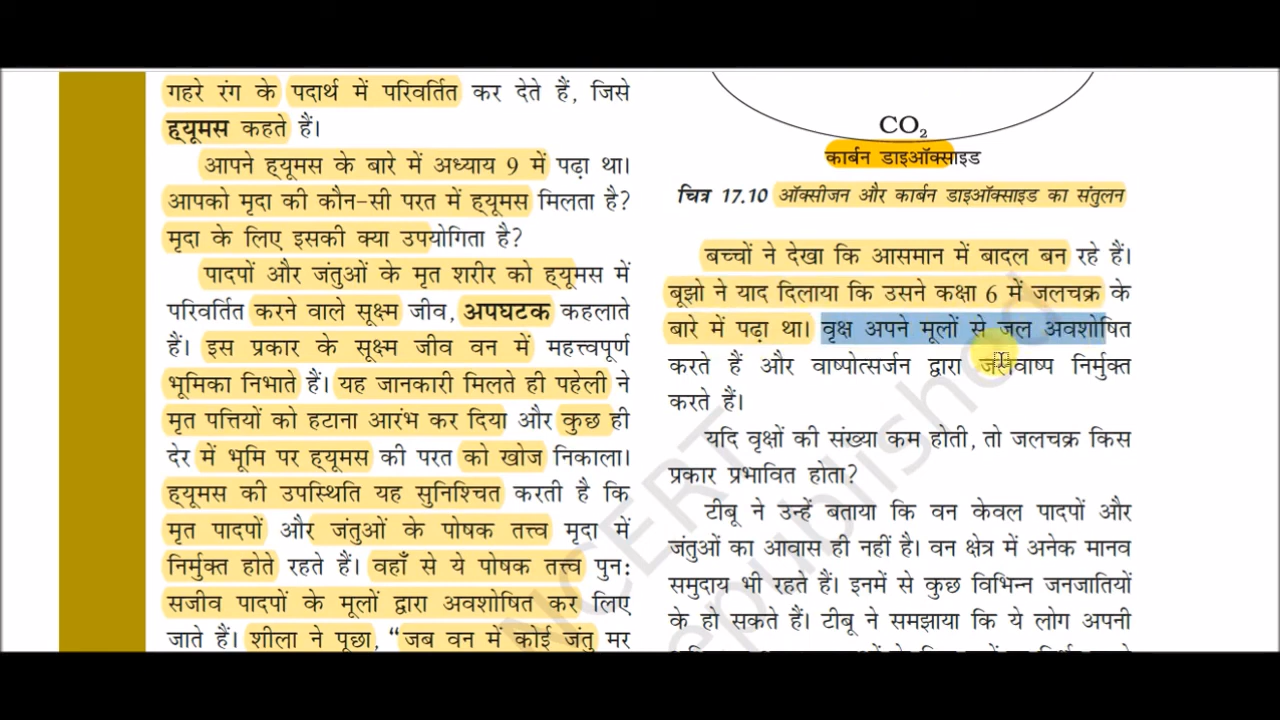 गहरे रंग के पदार्थ में परिवर्तित कर देते हैं, जिसे
ह्यूमस कहते हैं।
आपने ह्यूमस के बारे में अध्याय 9 में पढ़ा था।
आपको मृदा की कौन-सी परत में ह्यूमस मिलता है?
मृदा के लिए इसकी क्या उपयोगिता है?
पादपों और जंतुओं के मृत शरीर को ह्यूमस में
परिवर्तित करने वाले सूक्ष्म जीव, अपघटक कहलाते
हैं। इस प्रकार के सूक्ष्म जीव वन में महत्त्वपूर्ण
भूमिका निभाते हैं। यह जानकारी मिलते ही पहेली ने
मृत पत्तियों को हटाना आरंभ कर दिया और कुछ ही
देर में भूमि पर ह्यूमस की परत को खोज निकाला।
ह्यूमस की उपस्थिति यह सुनिश्चित करती है कि
मृत पादपों और जंतुओं के पोषक तत्त्व मृदा में
निर्मुक्त होते रहते हैं। वहाँ से ये पोषक तत्त्व पुनः
सजीव पादपों के मूलों द्वारा अवशोषित कर लिए
जाते हैं। शीला ने पूछा, “जब वन में कोई जंतु मर
CO₂
कार्बन डाइऑक्साइड
चित्र 17.10 ऑक्सीजन और कार्बन डाइऑक्साइड का संतुलन
बच्चों ने देखा कि आसमान में बादल बन रहे हैं।
बूझो ने याद दिलाया कि उसने कक्षा 6 में जलचक्र के
बारे में पढ़ा था। वृक्ष अपने मूलों से जल अवशोषित
करते हैं और वाष्पोत्सर्जन द्वारा जलवाष्प निर्मुक्त
करते हैं।
यदि वृक्षों की संख्या कम होती, तो जलचक्र किस
प्रकार प्रभावित होता?
टीबू ने उन्हें बताया कि वन केवल पादपों और
जंतुओं का आवास ही नहीं है। वन क्षेत्र में अनेक मानव
समुदाय भी रहते हैं। इनमें से कुछ विभिन्न जनजातियों
के हो सकते हैं। टीबू ने समझाया कि ये लोग अपनी
NCERT
republished